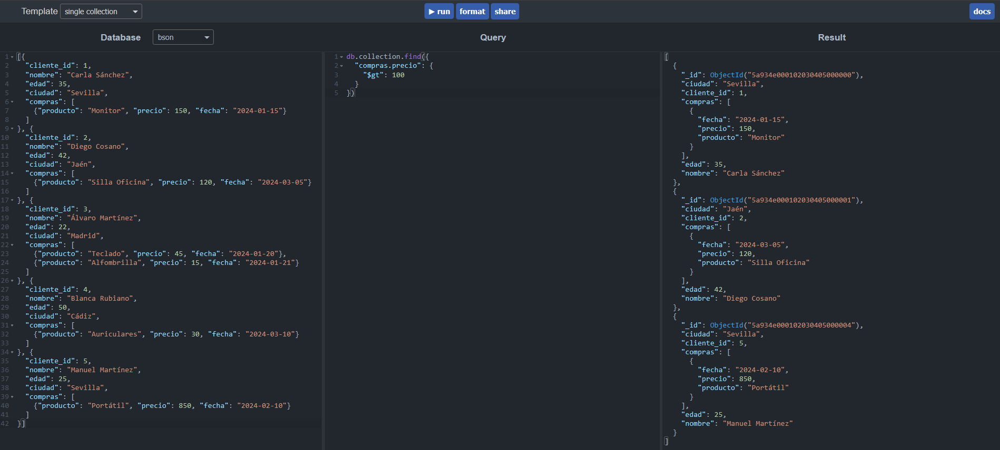 Template single collection ▶ run format share docs
Database bson Query Result
1 [{
2 "cliente_id": 1,
3 "nombre": "Carla Sánchez",
4 "edad": 35,
5 "ciudad": "Sevilla",
6 "compras": [
7 {"producto": "Monitor", "precio": 150, "fecha": "2024-01-15"}
8 ]
9 }, {
10 "cliente_id": 2,
11 "nombre": "Diego Cosano",
12 "edad": 42,
13 "ciudad": "Jaén",
14 "compras": [
15 {"producto": "Silla Oficina", "precio": 120, "fecha": "2024-03-05"}
16 ]
17 }, {
18 "cliente_id": 3,
19 "nombre": "Álvaro Martínez",
20 "edad": 22,
21 "ciudad": "Madrid",
22 "compras": [
23 {"producto": "Teclado", "precio": 45, "fecha": "2024-01-20"},
24 {"producto": "Alfombrilla", "precio": 15, "fecha": "2024-01-21"}
25 ]
26 }, {
27 "cliente_id": 4,
28 "nombre": "Blanca Rubiano",
29 "edad": 50,
30 "ciudad": "Cádiz",
31 "compras": [
32 {"producto": "Auriculares", "precio": 30, "fecha": "2024-03-10"}
33 ]
34 }, {
35 "cliente_id": 5,
36 "nombre": "Manuel Martínez",
37 "edad": 25,
38 "ciudad": "Sevilla",
39 "compras": [
40 {"producto": "Portátil", "precio": 850, "fecha": "2024-02-10"}
41 ]
42 }]
1 db.collection.find({
2 "compras.precio": {
3 "$gt": 100
4 }
5 })
[
{
"_id": ObjectId("5a934e000102030405000000"),
"ciudad": "Sevilla",
"cliente_id": 1,
"compras": [
{
"fecha": "2024-01-15",
"precio": 150,
"producto": "Monitor"
}
],
"edad": 35,
"nombre": "Carla Sánchez"
},
{
"_id": ObjectId("5a934e000102030405000001"),
"ciudad": "Jaén",
"cliente_id": 2,
"compras": [
{
"fecha": "2024-03-05",
"precio": 120,
"producto": "Silla Oficina"
}
],
"edad": 42,
"nombre": "Diego Cosano"
},
{
"_id": ObjectId("5a934e000102030405000004"),
"ciudad": "Sevilla",
"cliente_id": 5,
"compras": [
{
"fecha": "2024-02-10",
"precio": 850,
"producto": "Portátil"
}
],
"edad": 25,
"nombre": "Manuel Martínez"
}
]